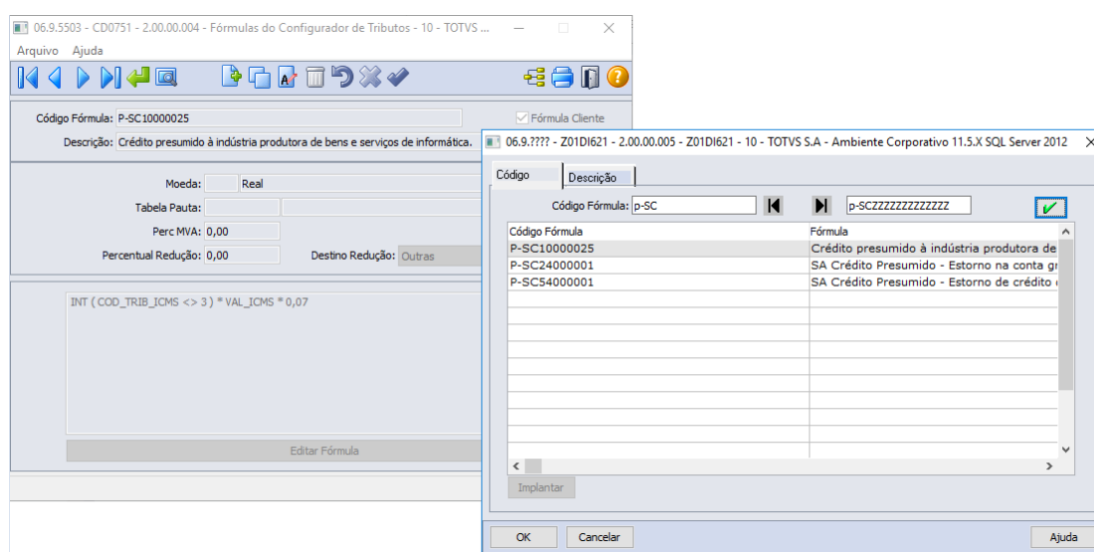 06.9.5503 - CD0751 - 2.00.00.004 - Fórmulas do Configurador de Tributos - 10 - TOTVS ...
Arquivo Ajuda
Código Fórmula: P-SC10000025
Fórmula Cliente
Descrição: Crédito presumido à indústria produtora de bens e serviços de informática.
Moeda: Real
Tabela Pauta:
Perc MVA: 0,00
Percentual Redução: 0,00 Destino Redução: Outras
INT ( COD_TRIB_ICMS <> 3 ) * VAL_ICMS * 0,07
Editar Fórmula
06.9.???? - Z01DI621 - 2.00.00.005 - Z01DI621 - 10 - TOTVS S.A - Ambiente Corporativo 11.5.X SQL Server 2012
Código Descrição
Código Fórmula: p-SC p-SCZZZZZZZZZZZZZ
Código Fórmula Fórmula
P-SC10000025 Crédito presumido à indústria produtora de
P-SC24000001 SA Crédito Presumido - Estorno na conta gr
P-SC54000001 SA Crédito Presumido - Estorno de crédito
Implantar
OK Cancelar Ajuda